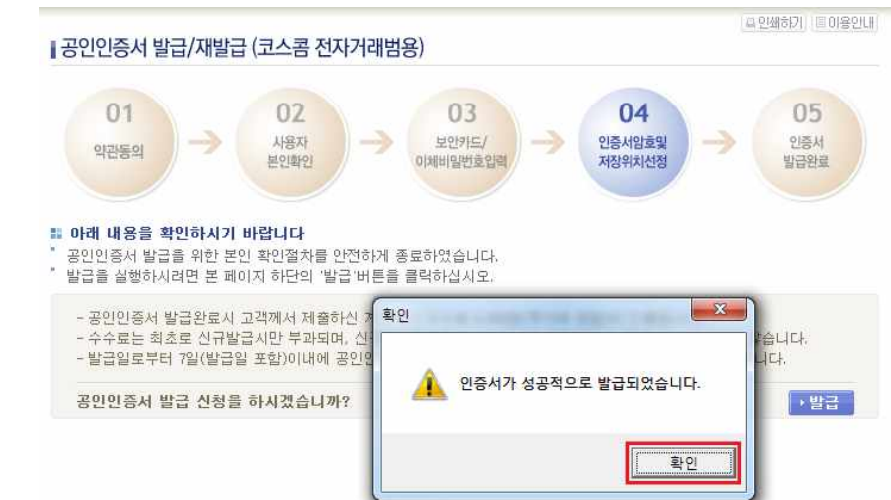 인쇄하기 이용안내
공인인증서 발급/재발급 (코스콤 전자거래범용)
01
약관동의
02
사용자
본인확인
03
보안카드/
이체비밀번호입력
04
인증서암호및
저장위치선정
05
인증서
발급완료
아래 내용을 확인하시기 바랍니다
공인인증서 발급을 위한 본인 확인절차를 안전하게 종료하였습니다.
발급을 실행하시려면 본 페이지 하단의 '발급'버튼을 클릭하십시오.
- 공인인증서 발급완료시 고객께서 제출하신
- 수수료는 최초로 신규발급시만 부과되며,
- 발급일로부터 7일(발급일 포함)이내에
공인인증서 발급 신청을 하시겠습니까?
발급
확인
인증서가 성공적으로 발급되었습니다.
확인